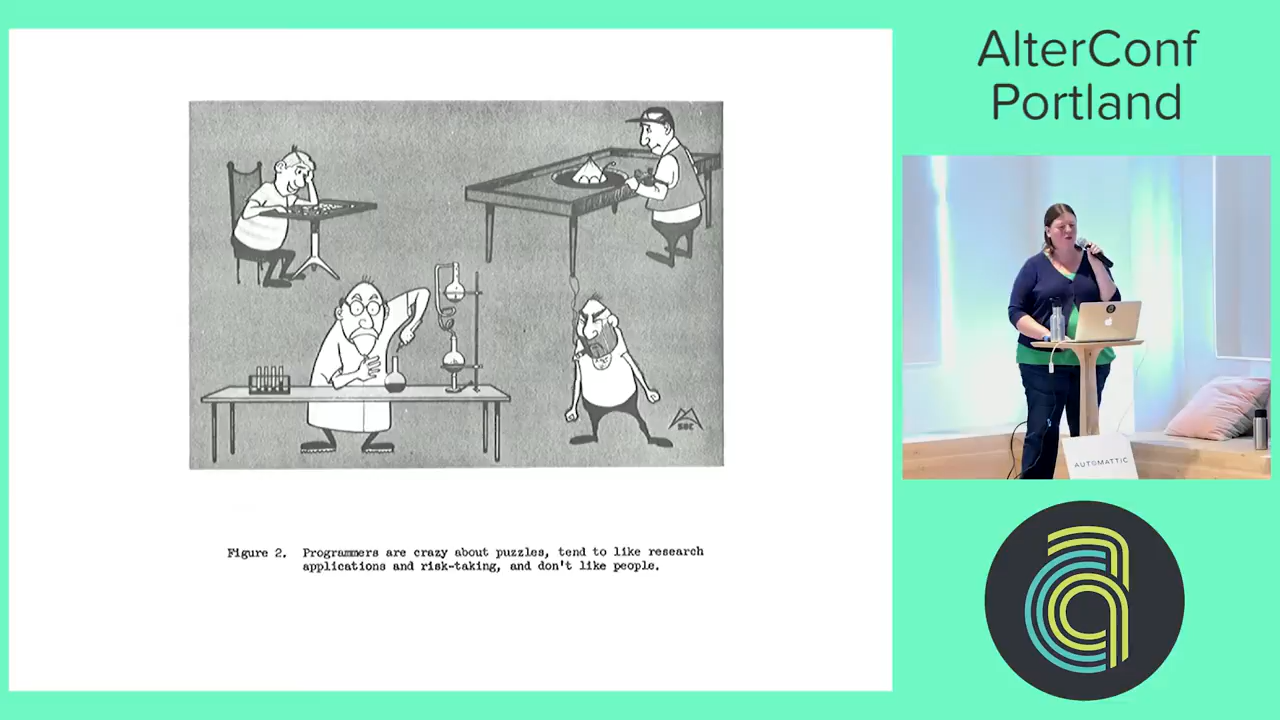 AlterConf
Portland
SDC
Figure 2. Programmers are crazy about puzzles, tend to like research
applications and risk-taking, and don't like people.
AUTOMATTIC